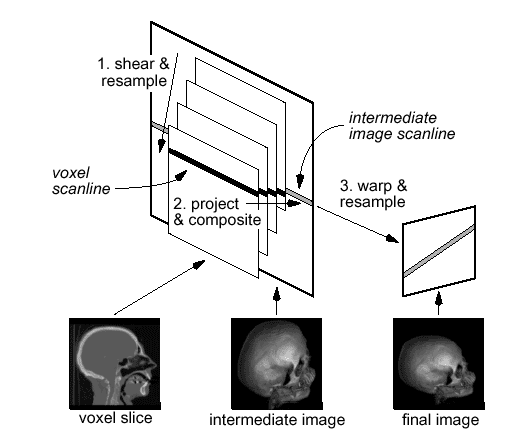 1. shear &
resample
intermediate
image scanline
voxel
scanline
2. project
& composite
3. warp &
resample
voxel slice
intermediate image
final image